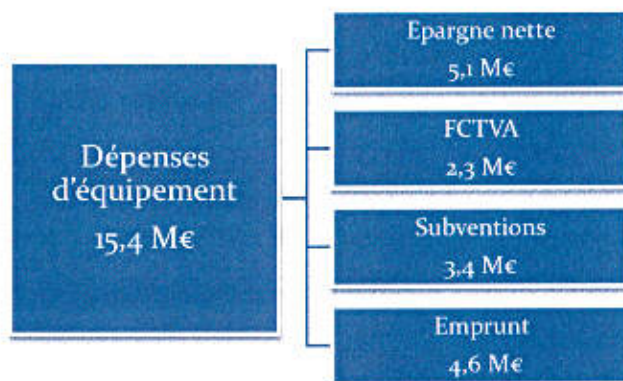 Dépenses
d'équipement
15,4 M€
Epargne nette
5,1 M€
FCTVA
2,3 M€
Subventions
3,4 M€
Emprunt
4,6 M€